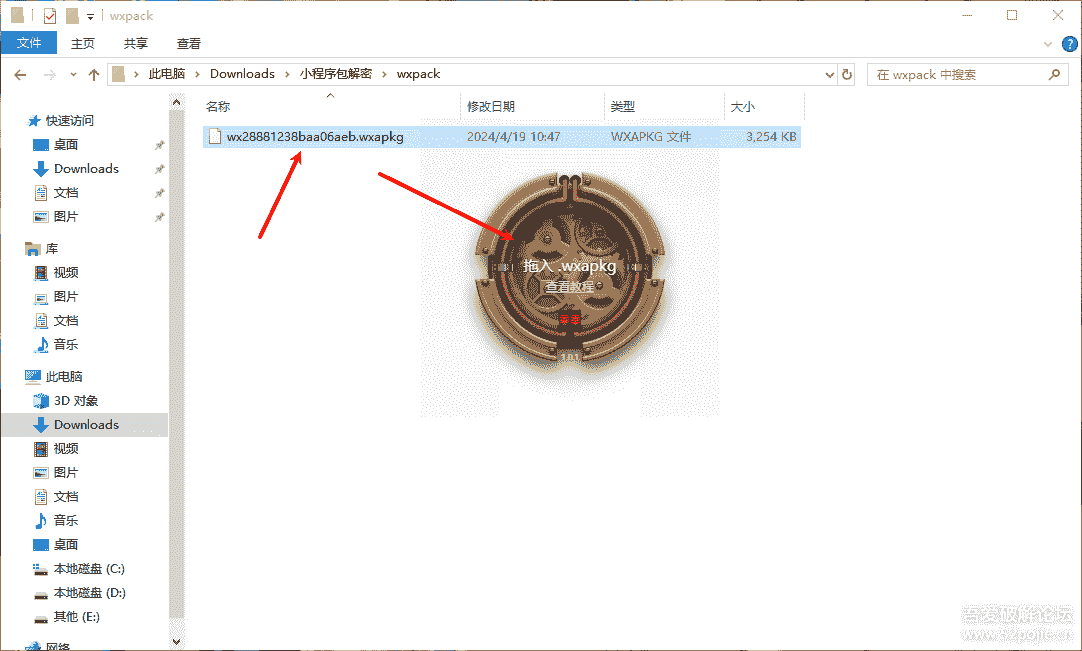 wxpack
文件 主页 共享 查看
此电脑 Downloads 小程序包解密 wxpack
在 wxpack 中搜索
名称 修改日期 类型 大小
wx28881238baa06aeb.wxapkg 2024/4/19 10:47 WXAPKG 文件 3,254 KB
快速访问
桌面
Downloads
文档
图片
库
视频
图片
文档
音乐
此电脑
3D 对象
Downloads
视频
图片
文档
音乐
桌面
本地磁盘 (C:)
本地磁盘 (D:)
其他 (E:)
网络
拖入 .wxapkg
查看教程
1.0.1
吾爱破解论坛
www.52pojie.cn